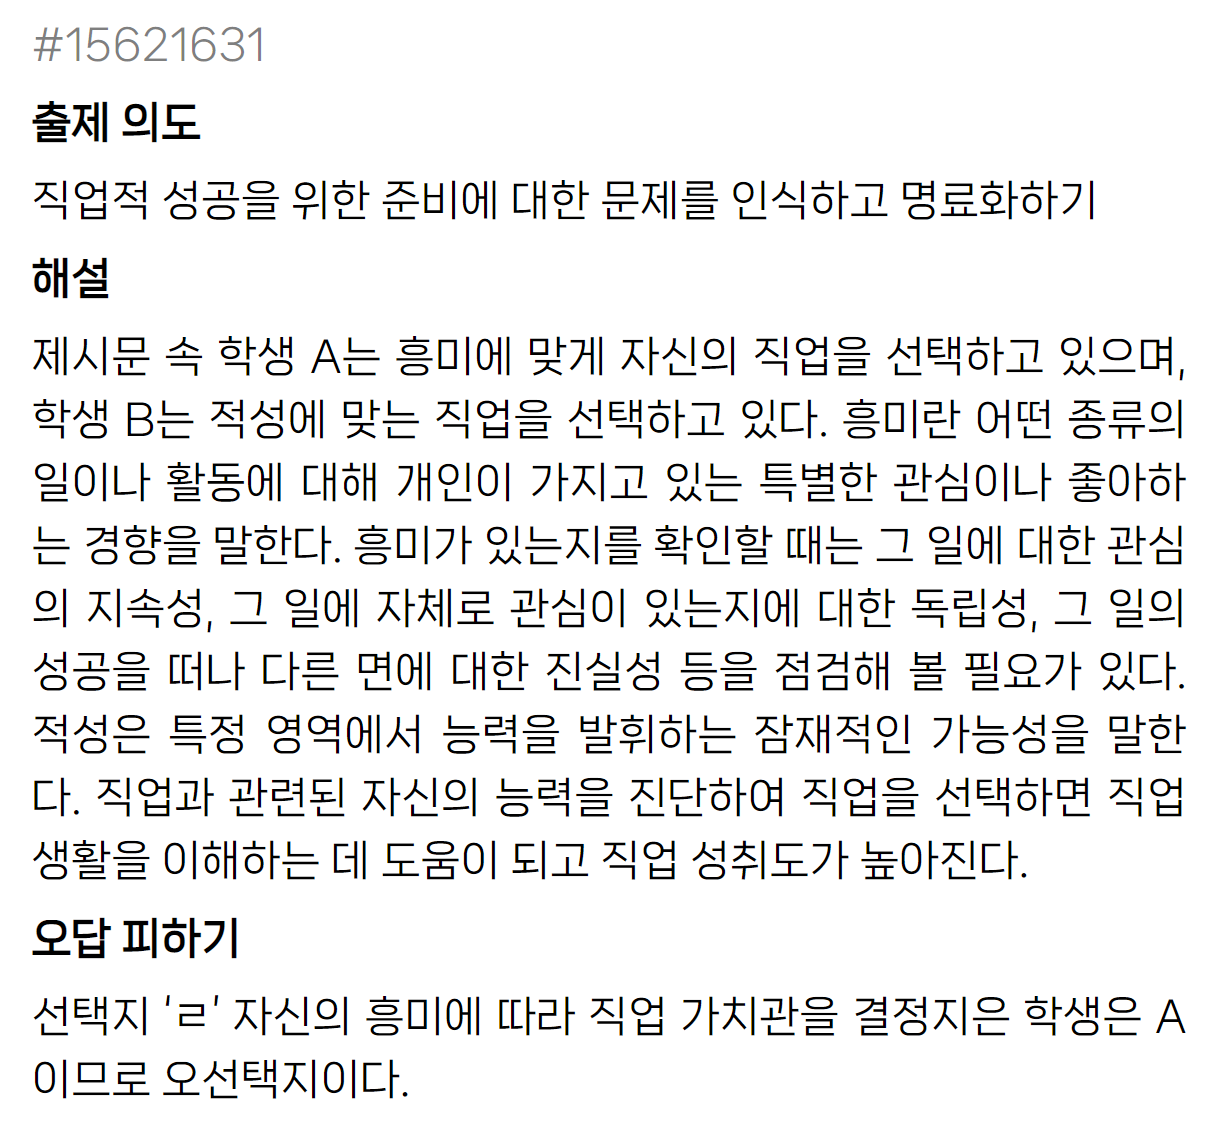 #15621631
출제 의도
직업적 성공을 위한 준비에 대한 문제를 인식하고 명료화하기
해설
제시문 속 학생 A는 흥미에 맞게 자신의 직업을 선택하고 있으며,
학생 B는 적성에 맞는 직업을 선택하고 있다. 흥미란 어떤 종류의
일이나 활동에 대해 개인이 가지고 있는 특별한 관심이나 좋아하
는 경향을 말한다. 흥미가 있는지를 확인할 때는 그 일에 대한 관심
의 지속성, 그 일에 자체로 관심이 있는지에 대한 독립성, 그 일의
성공을 떠나 다른 면에 대한 진실성 등을 점검해 볼 필요가 있다.
적성은 특정 영역에서 능력을 발휘하는 잠재적인 가능성을 말한
다. 직업과 관련된 자신의 능력을 진단하여 직업을 선택하면 직업
생활을 이해하는 데 도움이 되고 직업 성취도가 높아진다.
오답 피하기
선택지 'ㄹ' 자신의 흥미에 따라 직업 가치관을 결정지은 학생은 A
이므로 오선택지이다.